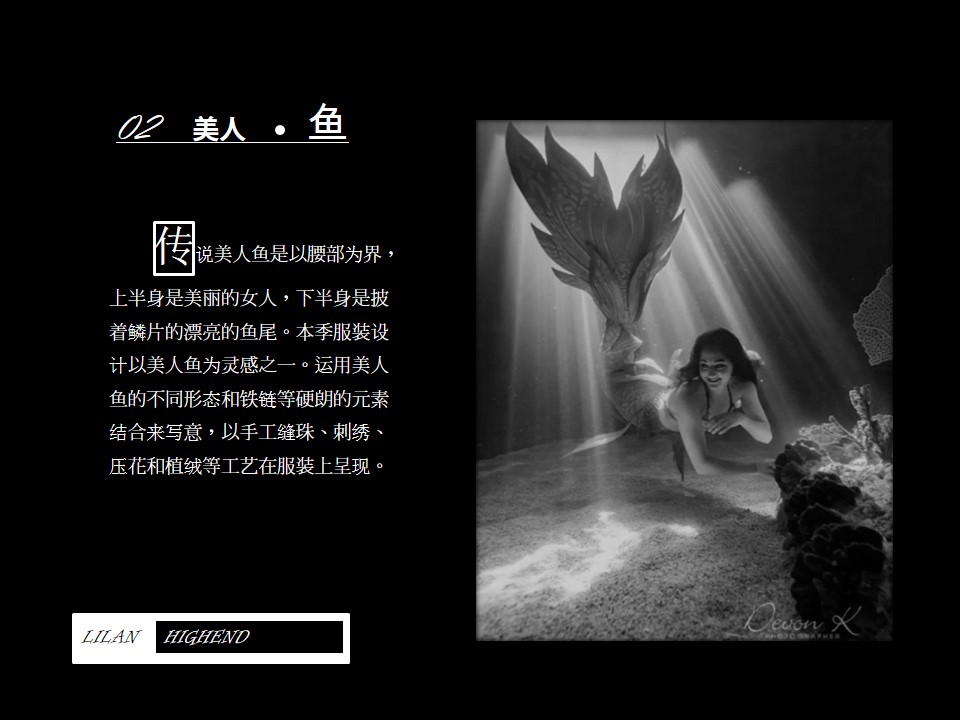 02 美人 • 鱼
传说美人鱼是以腰部为界，
上半身是美丽的女人，下半身是披
着鳞片的漂亮的鱼尾。本季服裝设
计以美人鱼为灵感之一。运用美人
鱼的不同形态和铁链等硬朗的元素
结合来写意，以手工缝珠、刺绣、
压花和植绒等工艺在服裝上呈现。
LILAN HIGHEND
Devon K
PHOTOGRAPHER